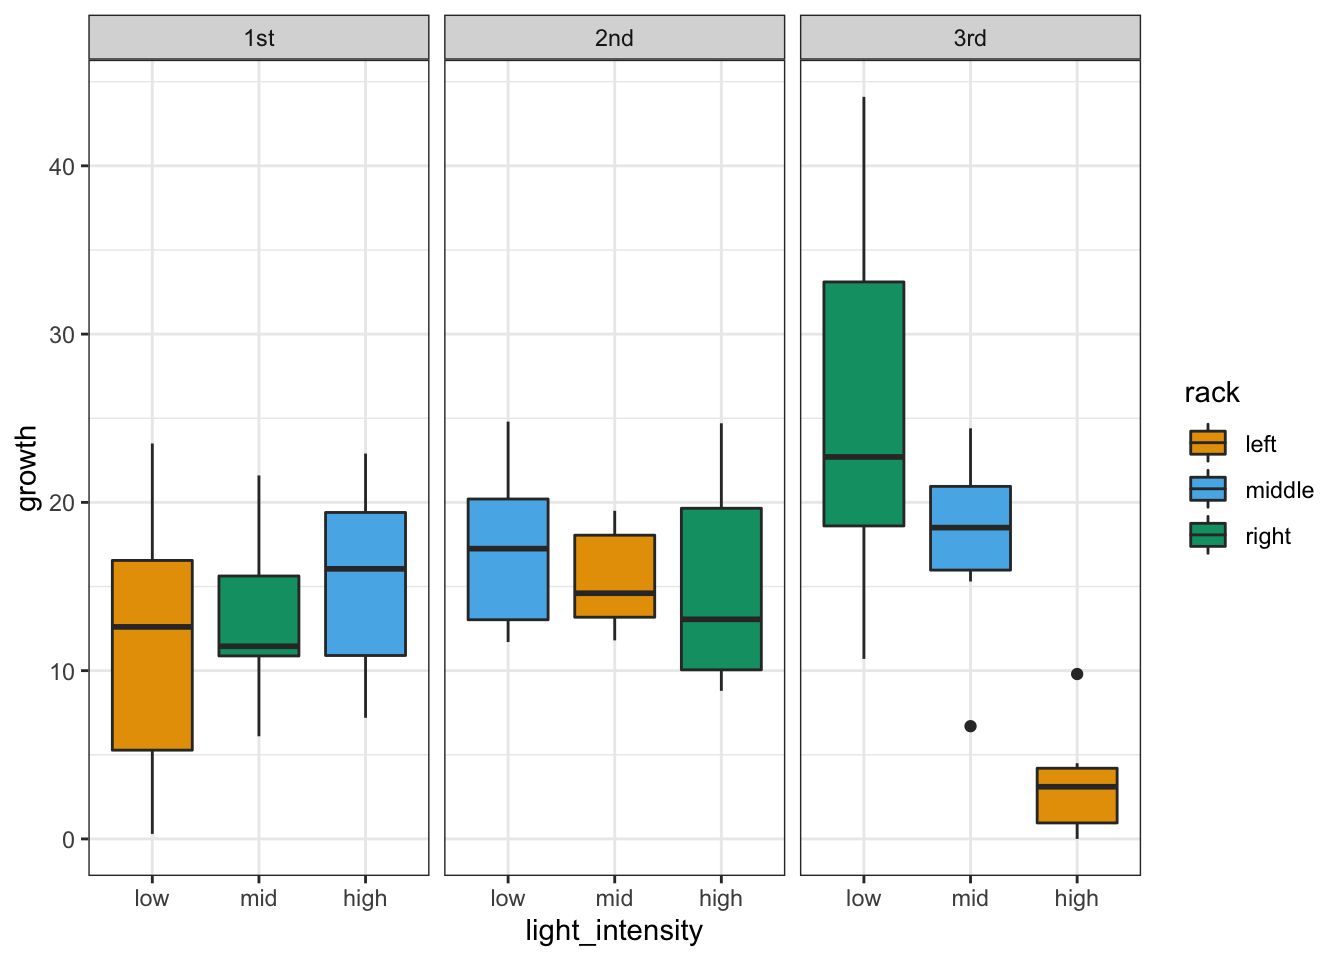 1st 2nd 3rd
40
30
20
10
0
growth
low mid high low mid high low mid high
light_intensity
rack
left
middle
right